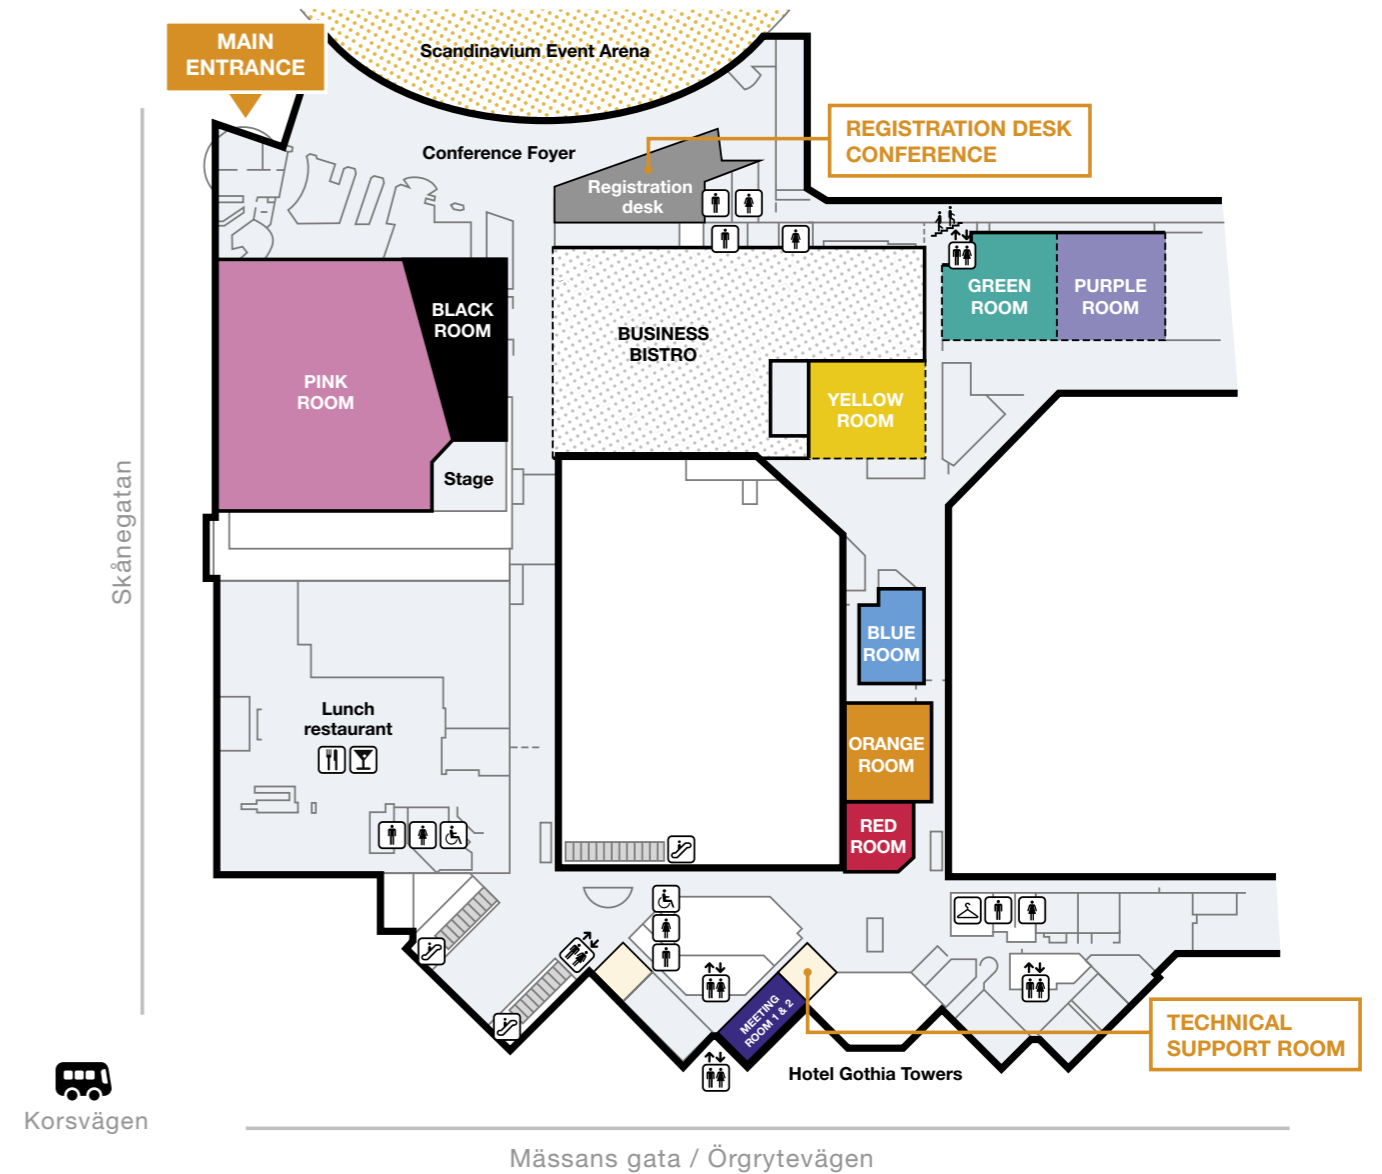 MAIN
ENTRANCE
Scandinavium Event Arena
REGISTRATION DESK
CONFERENCE
Conference Foyer
Registration
desk
GREEN
ROOM
PURPLE
ROOM
BLACK
ROOM
BUSINESS
BISTRO
PINK
ROOM
YELLOW
ROOM
Stage
Skånegatan
BLUE
ROOM
Lunch
restaurant
ORANGE
ROOM
RED
ROOM
MEETING
ROOM 1 & 2
TECHNICAL
SUPPORT ROOM
Hotel Gothia Towers
Korsvägen
Mässans gata / Örgrytevägen